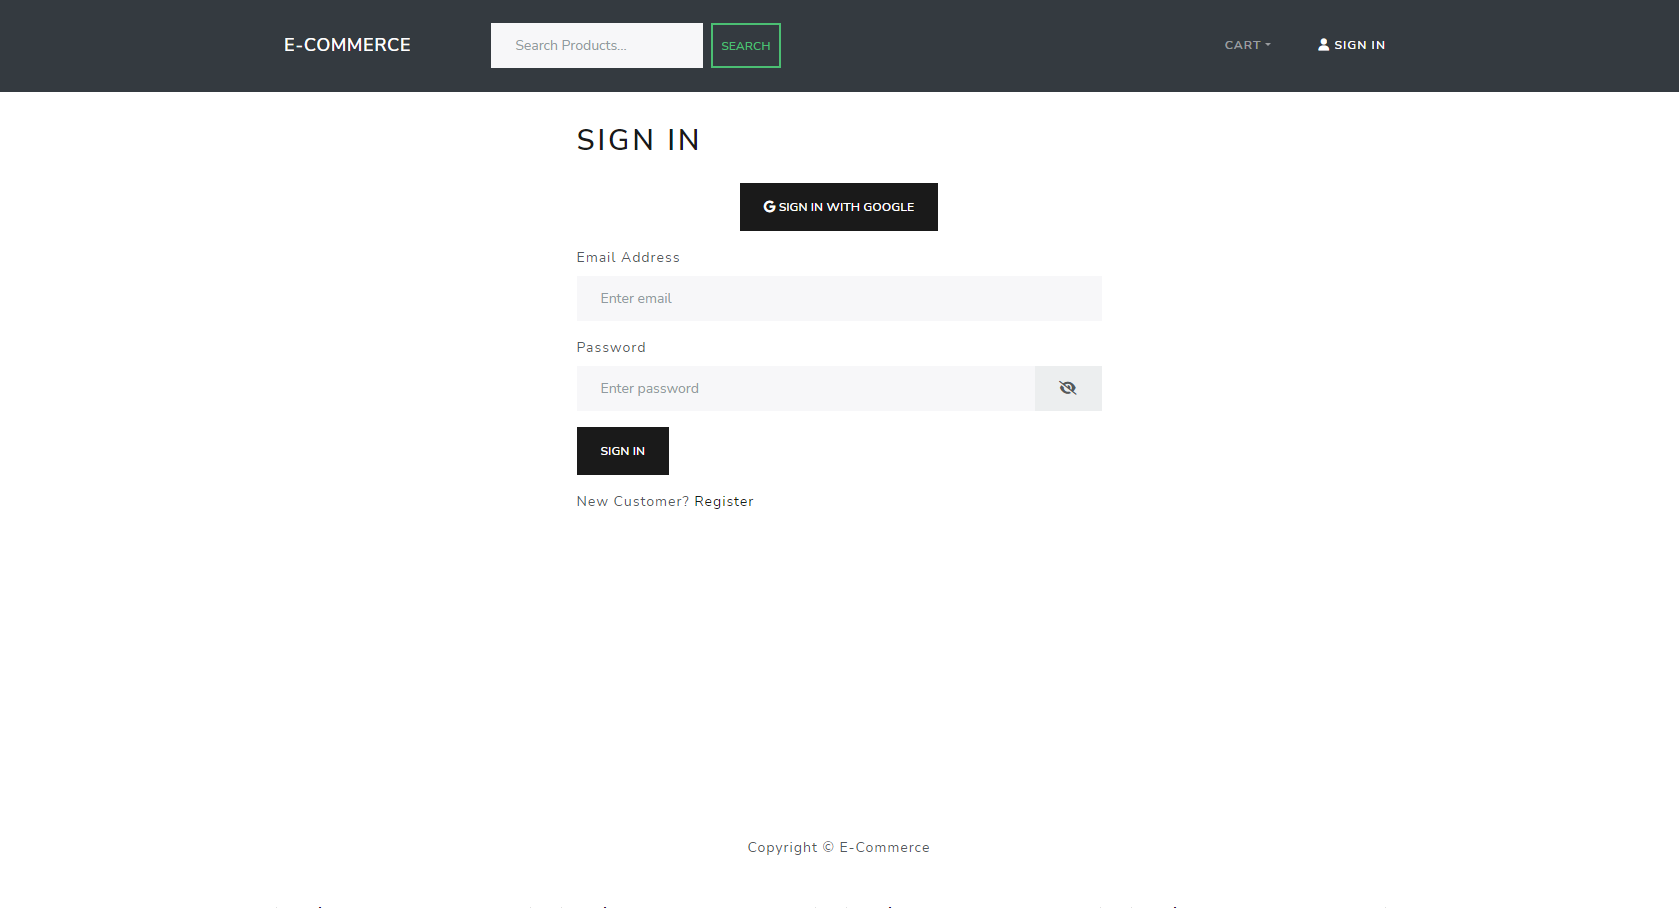 E-COMMERCE
Search Products...
SEARCH
CART
SIGN IN
SIGN IN
SIGN IN WITH GOOGLE
Email Address
Enter email
Password
Enter password
SIGN IN
New Customer? Register
Copyright © E-Commerce